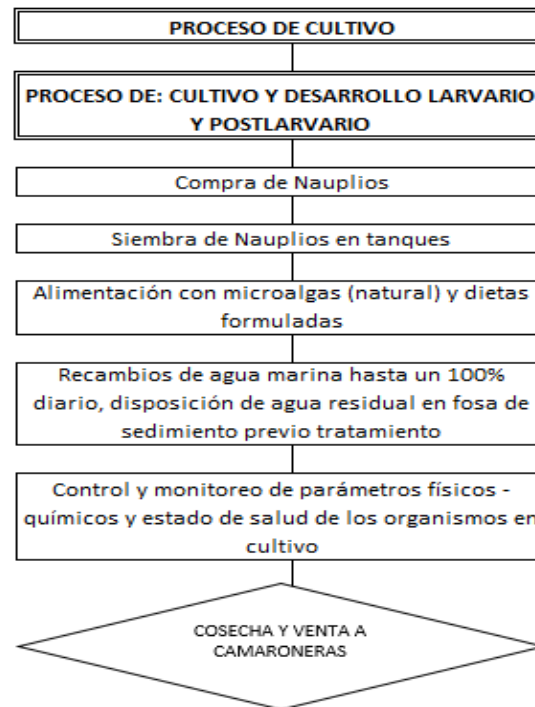 PROCESO DE CULTIVO
PROCESO DE: CULTIVO Y DESARROLLO LARVARIO
Y POSTLARVARIO
Compra de Nauplios
Siembra de Nauplios en tanques
Alimentación con microalgas (natural) y dietas
formuladas
Recambios de agua marina hasta un 100%
diario, disposición de agua residual en fosa de
sedimiento previo tratamiento
Control y monitoreo de parámetros físicos -
químicos y estado de salud de los organismos en
cultivo
COSECHA Y VENTA A
CAMARONERAS